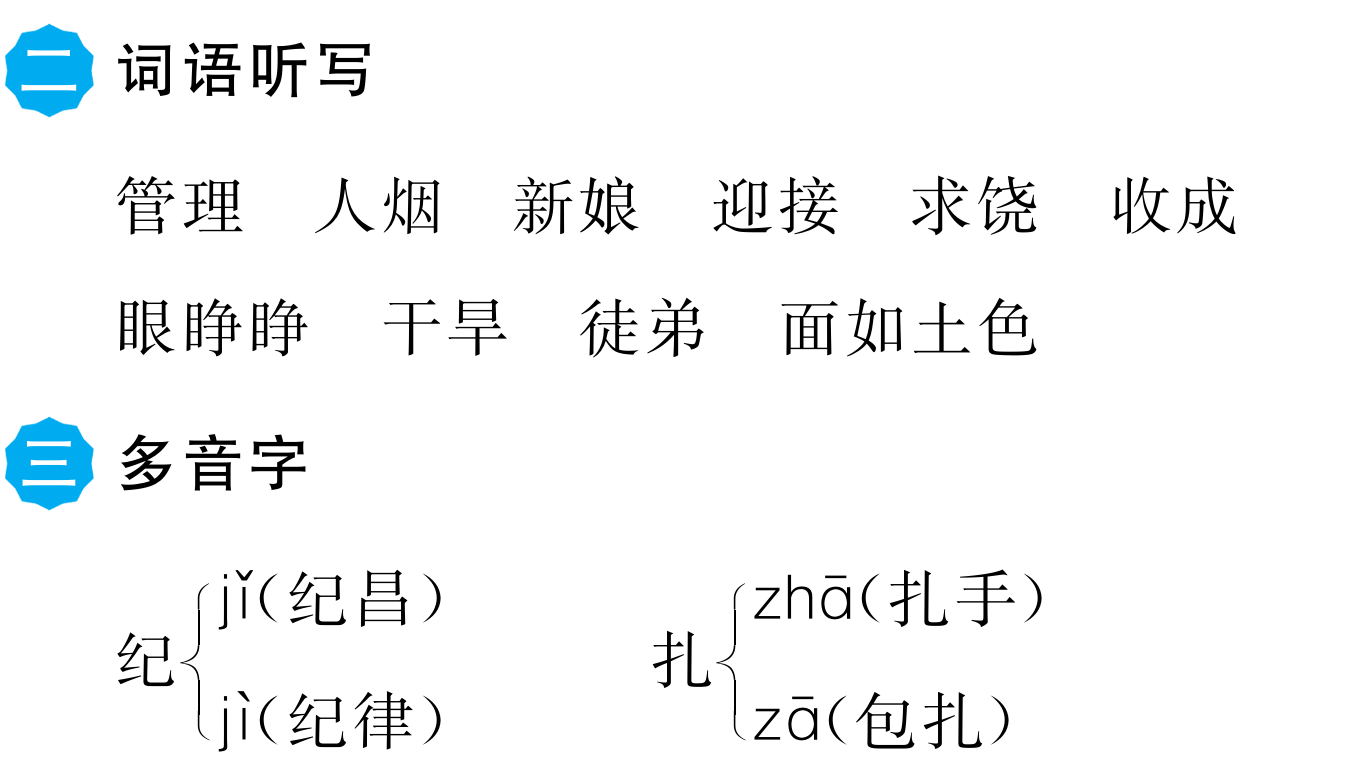 二 词语听写
管理 人烟 新娘 迎接 求饶 收成
眼睁睁 干旱 徒弟 面如土色
三 多音字
纪 { jǐ(纪昌) jì(纪律)
扎 { zhā(扎手) zā(包扎)